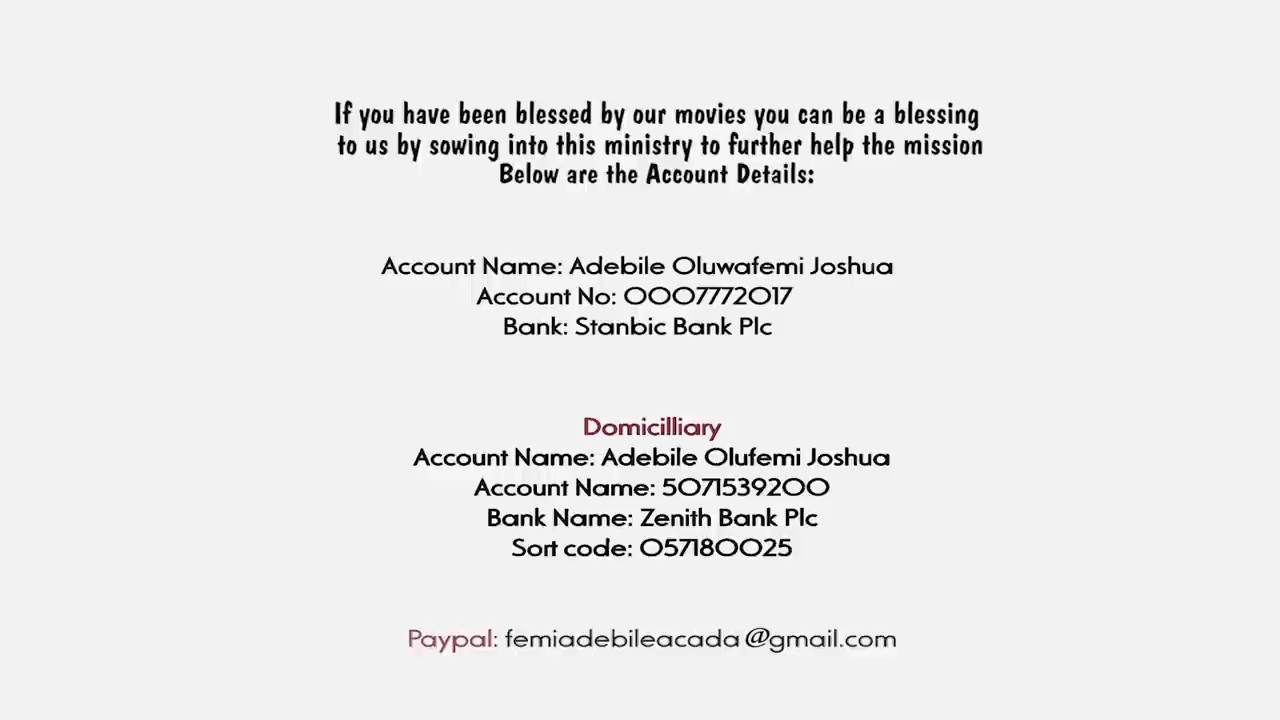 If you have been blessed by our movies you can be a blessing
to us by sowing into this ministry to further help the mission
Below are the Account Details:
Account Name: Adebile Oluwafemi Joshua
Account No: 0007772017
Bank: Stanbic Bank Plc
Domicilliary
Account Name: Adebile Olufemi Joshua
Account Name: 5071539200
Bank Name: Zenith Bank Plc
Sort code: 057180025
Paypal: femiadebileacada@gmail.com